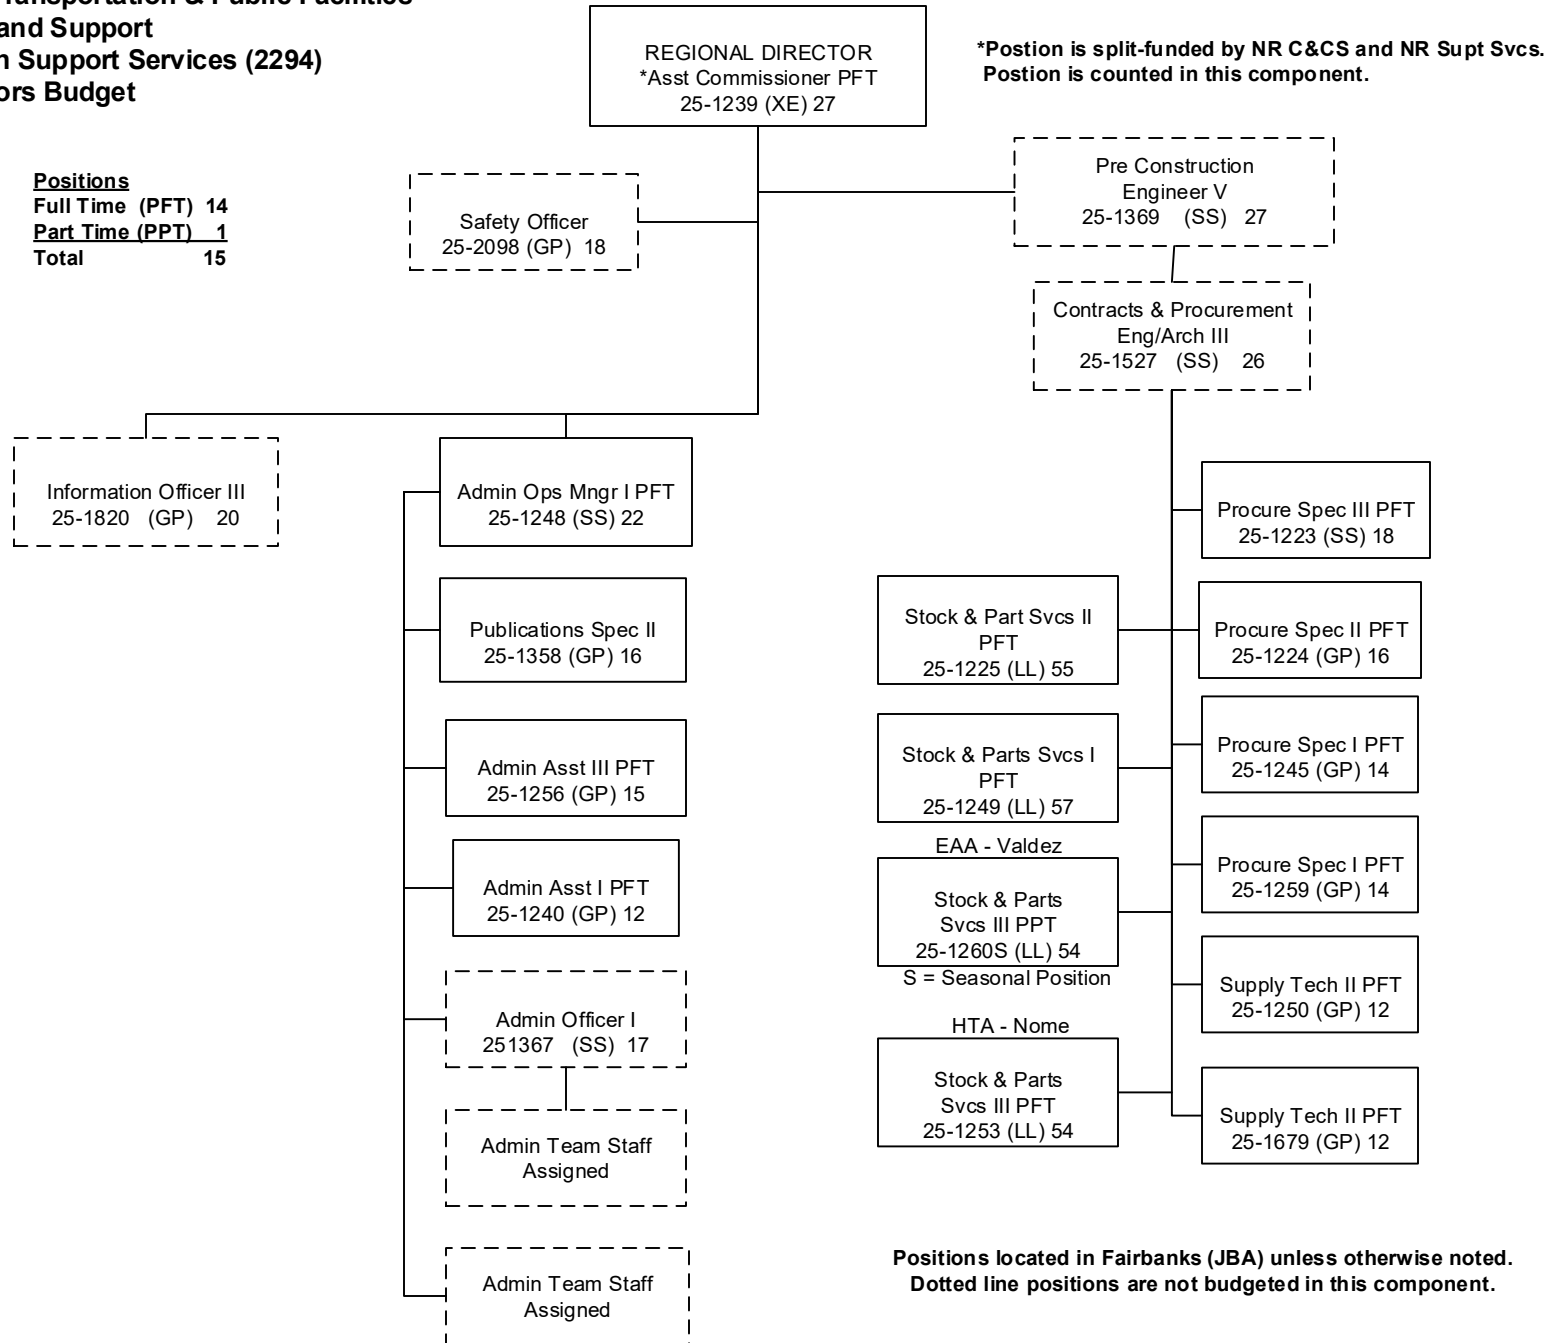 Transportation & Public Facilities
and Support
Support Services (2294)
Budget
REGIONAL DIRECTOR
*Asst Commissioner PFT
25-1239 (XE) 27
*Postion is split-funded by NR C&CS and NR Supt Svcs.
Postion is counted in this component.
Positions
Full Time (PFT) 14
Part Time (PPT) 1
Total 15
Safety Officer
25-2098 (GP) 18
Pre Construction
Engineer V
25-1369 (SS) 27
Contracts & Procurement
Eng/Arch III
25-1527 (SS) 26
Information Officer III
25-1820 (GP) 20
Admin Ops Mngr I PFT
25-1248 (SS) 22
Publications Spec II
25-1358 (GP) 16
Admin Asst III PFT
25-1256 (GP) 15
Admin Asst I PFT
25-1240 (GP) 12
Admin Officer I
251367 (SS) 17
Admin Team Staff
Assigned
Admin Team Staff
Assigned
Stock & Part Svcs II
PFT
25-1225 (LL) 55
Stock & Parts Svcs I
PFT
25-1249 (LL) 57
EAA - Valdez
Stock & Parts
Svcs III PPT
25-1260S (LL) 54
S = Seasonal Position
HTA - Nome
Stock & Parts
Svcs III PFT
25-1253 (LL) 54
Procure Spec III PFT
25-1223 (SS) 18
Procure Spec II PFT
25-1224 (GP) 16
Procure Spec I PFT
25-1245 (GP) 14
Procure Spec I PFT
25-1259 (GP) 14
Supply Tech II PFT
25-1250 (GP) 12
Supply Tech II PFT
25-1679 (GP) 12
Positions located in Fairbanks (JBA) unless otherwise noted.
Dotted line positions are not budgeted in this component.